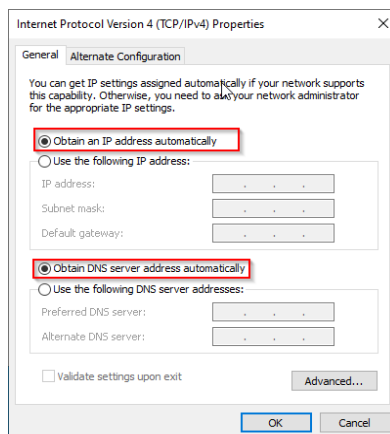 Internet Protocol Version 4 (TCP/IPv4) Properties
General
Alternate Configuration
You can get IP settings assigned automatically if your network supports
this capability. Otherwise, you need to ask your network administrator
for the appropriate IP settings.
Obtain an IP address automatically
Use the following IP address:
IP address:
Subnet mask:
Default gateway:
Obtain DNS server address automatically
Use the following DNS server addresses:
Preferred DNS server:
Alternate DNS server:
Validate settings upon exit
Advanced...
OK
Cancel